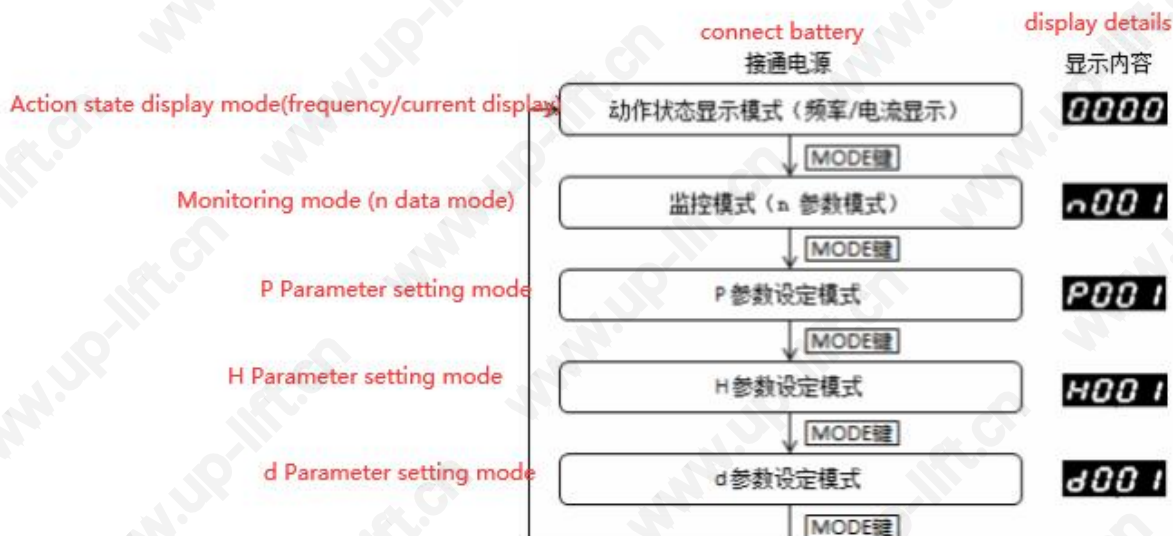 connect battery
display details
接通电源
显示内容
Action state display mode(frequency/current display)
动作状态显示模式（频率/电流显示）
0000
MODE键
Monitoring mode (n data mode)
监控模式（n 参数模式）
n001
MODE键
P Parameter setting mode
P参数设定模式
P001
MODE键
H Parameter setting mode
H参数设定模式
H001
MODE键
d Parameter setting mode
d参数设定模式
d001
MODE键
www.up-lift.cn